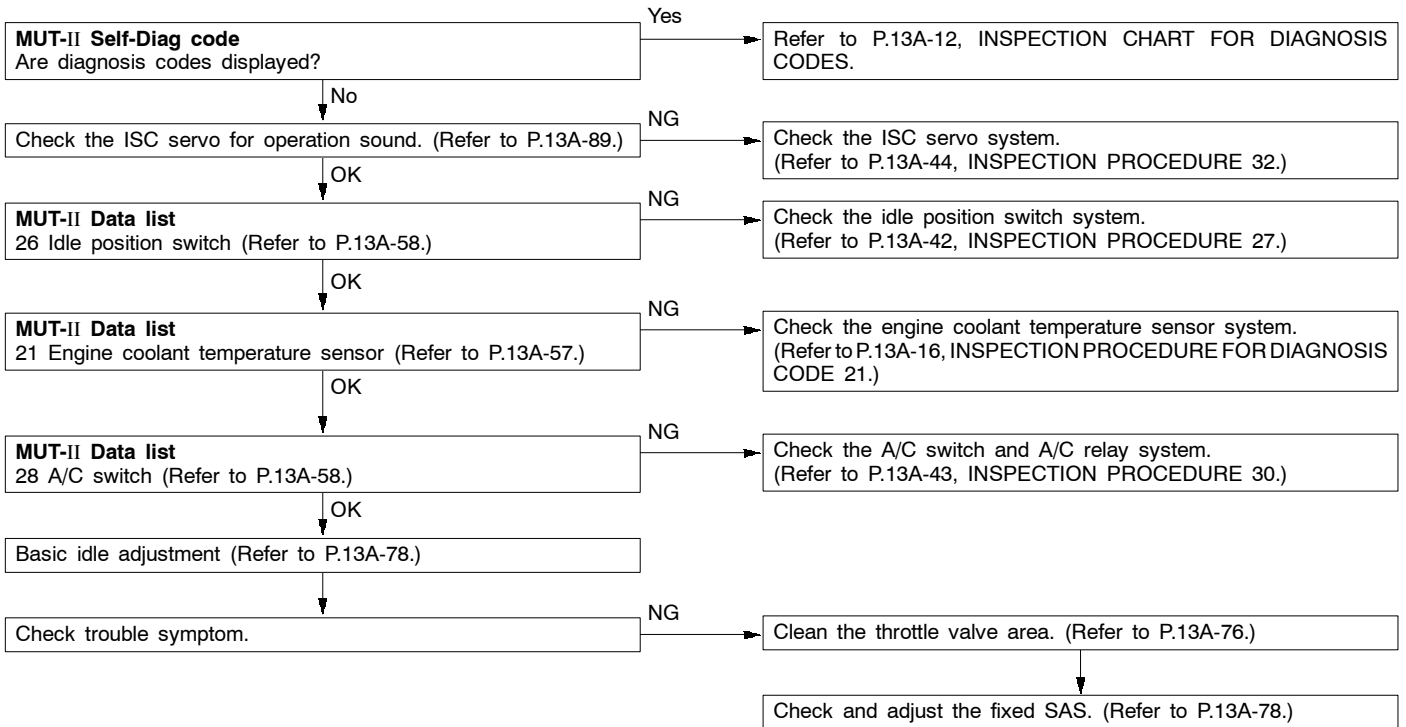 Yes
MUT-II Self-Diag code
Are diagnosis codes displayed?
Refer to P.13A-12, INSPECTION CHART FOR DIAGNOSIS
CODES.
No
NG
Check the ISC servo for operation sound. (Refer to P.13A-89.)
Check the ISC servo system.
(Refer to P.13A-44, INSPECTION PROCEDURE 32.)
OK
NG
MUT-II Data list
26 Idle position switch (Refer to P.13A-58.)
Check the idle position switch system.
(Refer to P.13A-42, INSPECTION PROCEDURE 27.)
OK
NG
MUT-II Data list
21 Engine coolant temperature sensor (Refer to P.13A-57.)
Check the engine coolant temperature sensor system.
(Refer to P.13A-16, INSPECTION PROCEDURE FOR DIAGNOSIS
CODE 21.)
OK
NG
MUT-II Data list
28 A/C switch (Refer to P.13A-58.)
Check the A/C switch and A/C relay system.
(Refer to P.13A-43, INSPECTION PROCEDURE 30.)
OK
Basic idle adjustment (Refer to P.13A-78.)
NG
Check trouble symptom.
Clean the throttle valve area. (Refer to P.13A-76.)
Check and adjust the fixed SAS. (Refer to P.13A-78.)